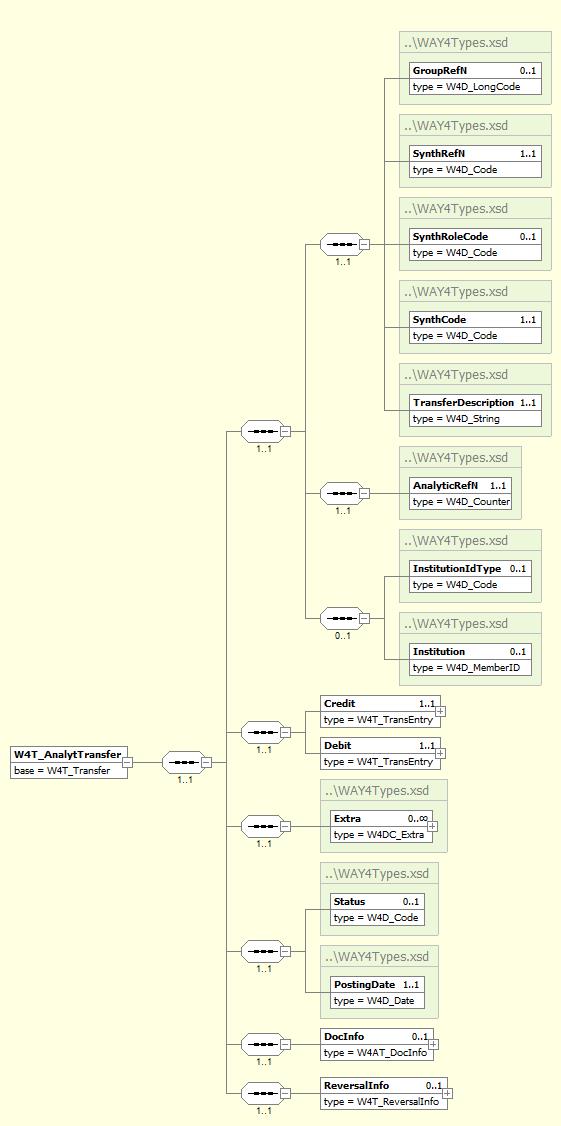 ..\WAY4Types.xsd
GroupRefN 0..1
type = W4D_LongCode
..\WAY4Types.xsd
SynthRefN 1..1
type = W4D_Code
..\WAY4Types.xsd
SynthRoleCode 0..1
type = W4D_Code
1..1
..\WAY4Types.xsd
SynthCode 1..1
type = W4D_Code
..\WAY4Types.xsd
TransferDescription 1..1
type = W4D_String
1..1
..\WAY4Types.xsd
AnalyticRefN 1..1
type = W4D_Counter
1..1
..\WAY4Types.xsd
InstitutionIdType 0..1
type = W4D_Code
0..1
..\WAY4Types.xsd
Institution 0..1
type = W4D_MemberID
Credit 1..1
type = W4T_TransEntry
1..1
Debit 1..1
type = W4T_TransEntry
W4T_AnalytTransfer
base = W4T_Transfer
1..1
..\WAY4Types.xsd
Extra 0..∞
type = W4DC_Extra
1..1
..\WAY4Types.xsd
Status 0..1
type = W4D_Code
1..1
..\WAY4Types.xsd
PostingDate 1..1
type = W4D_Date
DocInfo 0..1
type = W4AT_DocInfo
1..1
ReversalInfo 0..1
type = W4T_ReversalInfo
1..1